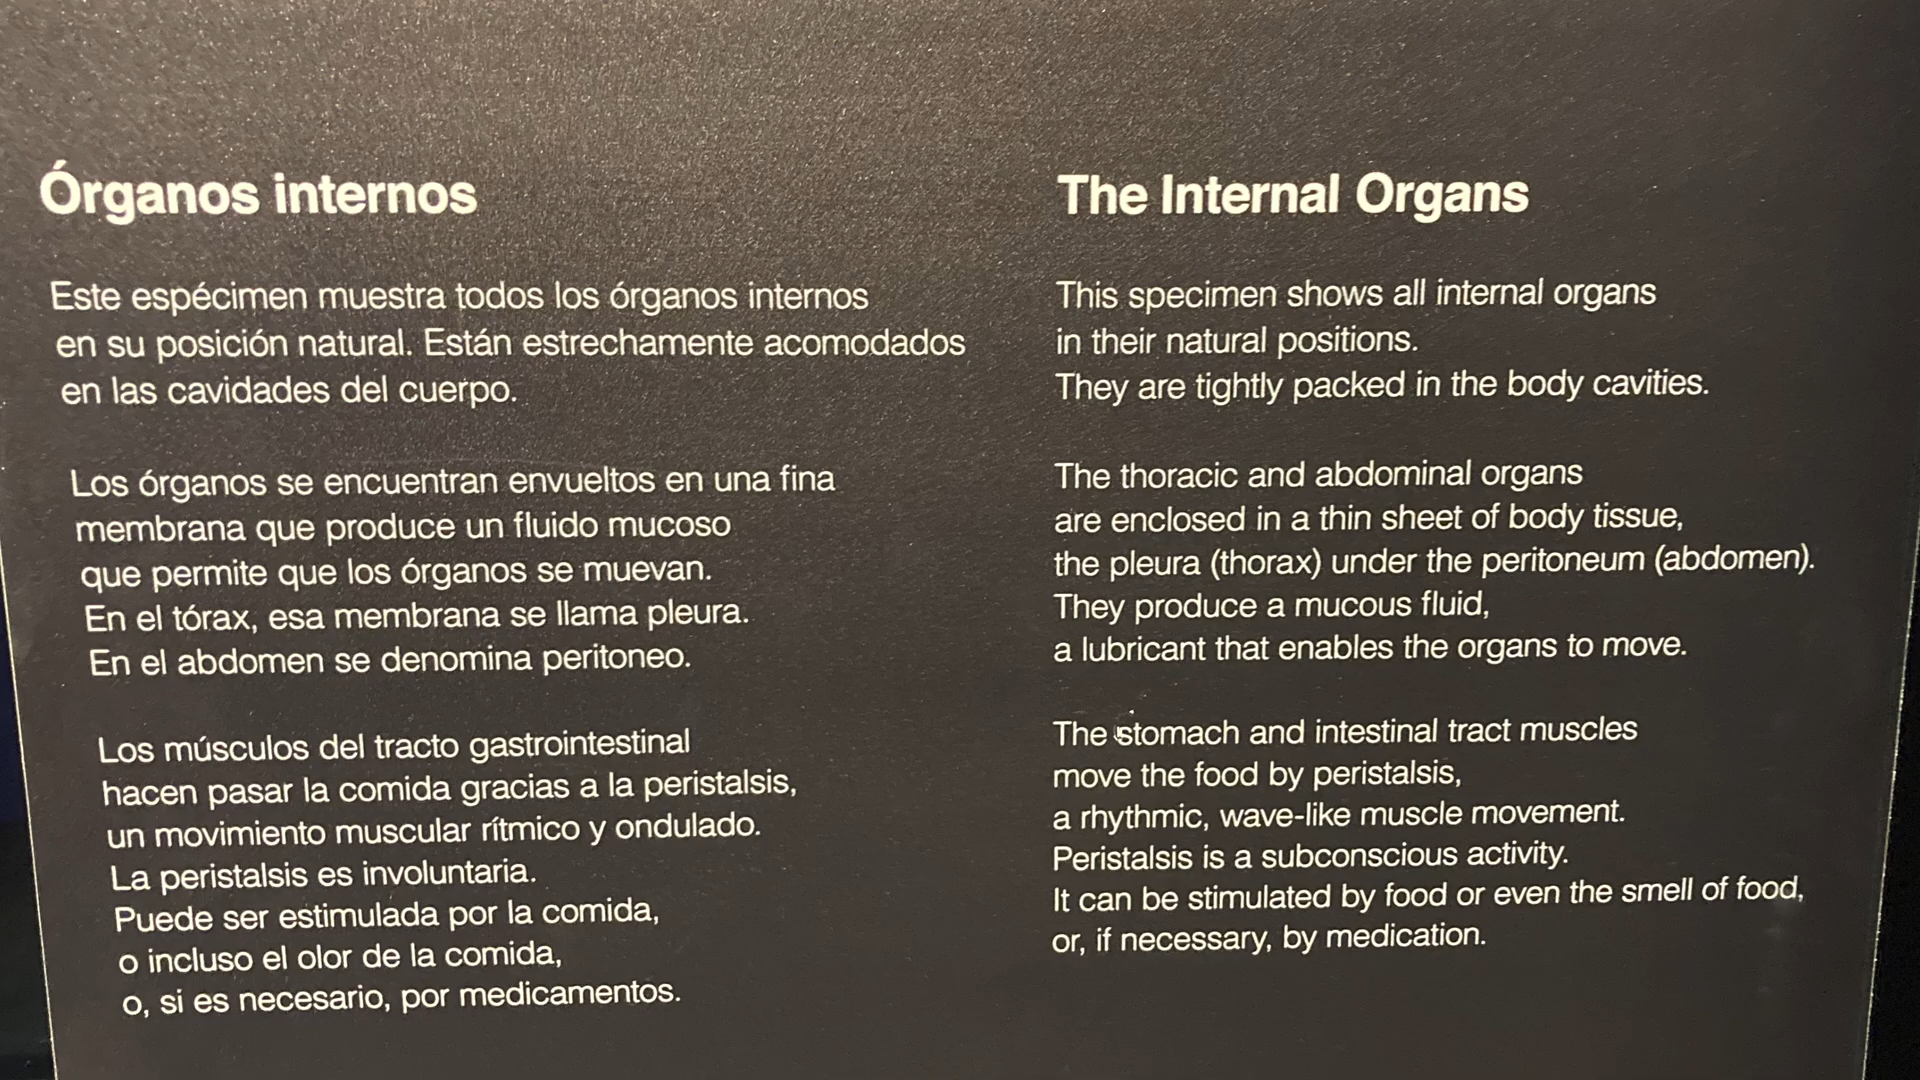 Órganos internos
Este espécimen muestra todos los órganos internos
en su posición natural. Están estrechamente acomodados
en las cavidades del cuerpo.
Los órganos se encuentran envueltos en una fina
membrana que produce un fluido mucoso
que permite que los órganos se muevan.
En el tórax, esa membrana se llama pleura.
En el abdomen se denomina peritoneo.
Los músculos del tracto gastrointestinal
hacen pasar la comida gracias a la peristalsis,
un movimiento muscular rítmico y ondulado.
La peristalsis es involuntaria.
Puede ser estimulada por la comida,
o incluso el olor de la comida,
o, si es necesario, por medicamentos.
The Internal Organs
This specimen shows all internal organs
in their natural positions.
They are tightly packed in the body cavities.
The thoracic and abdominal organs
are enclosed in a thin sheet of body tissue,
the pleura (thorax) under the peritoneum (abdomen).
They produce a mucous fluid,
a lubricant that enables the organs to move.
The stomach and intestinal tract muscles
move the food by peristalsis,
a rhythmic, wave-like muscle movement.
Peristalsis is a subconscious activity.
It can be stimulated by food or even the smell of food,
or, if necessary, by medication.